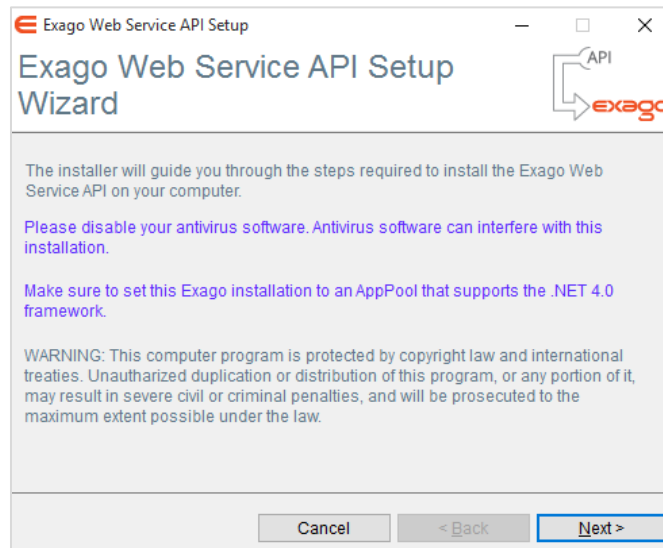 Exago Web Service API Setup
Exago Web Service API Setup
Wizard
API
exago
The installer will guide you through the steps required to install the Exago Web
Service API on your computer.
Please disable your antivirus software. Antivirus software can interfere with this
installation.
Make sure to set this Exago installation to an AppPool that supports the .NET 4.0
framework.
WARNING: This computer program is protected by copyright law and international
treaties. Unautharized duplication or distribution of this program, or any portion of it,
may result in severe civil or criminal penalties, and will be prosecuted to the
maximum extent possible under the law.
Cancel
< Back
Next >